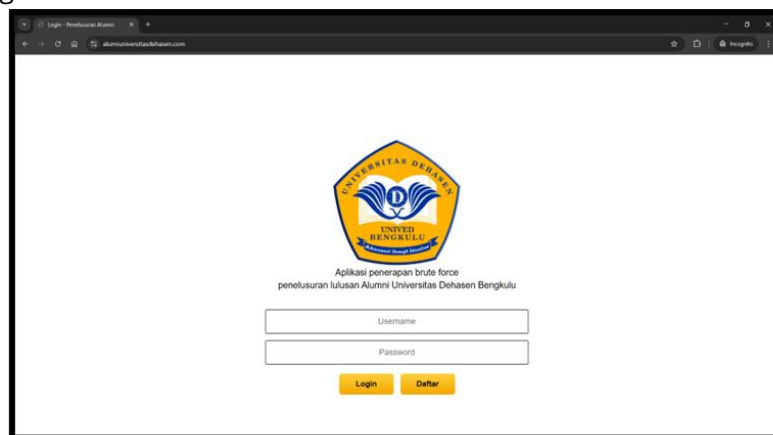 Login - Penelusuran Alumni
alumiuniversitasdehasen.com
Incognito
UNIVERSITAS DEHASEN
D
UNIVED
BENGKULU
Aplikasi penerapan brute force
penelusuran lulusan Alumni Universitas Dehasen Bengkulu
Username
Password
Login
Daftar